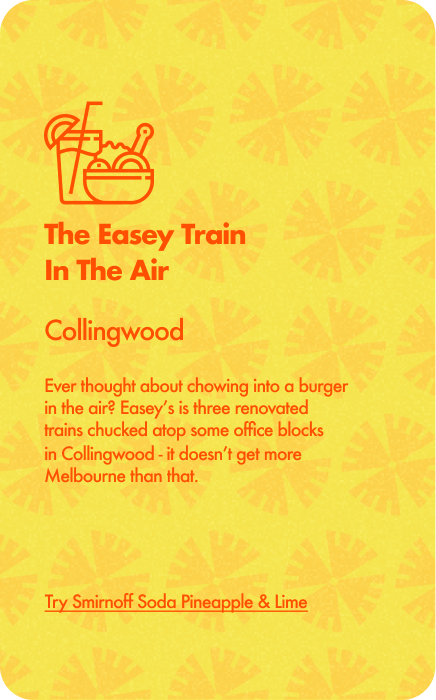 The Easey Train
In The Air
Collingwood
Ever thought about chowing into a burger
in the air? Easey’s is three renovated
trains chucked atop some office blocks
in Collingwood - it doesn’t get more
Melbourne than that.
Try Smirnoff Soda Pineapple & Lime